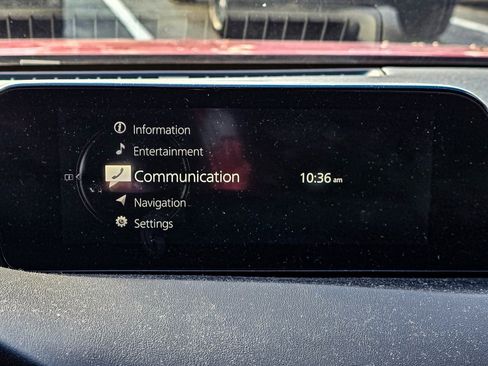 Information
Entertainment
Communication
10:36 am
Navigation
Settings